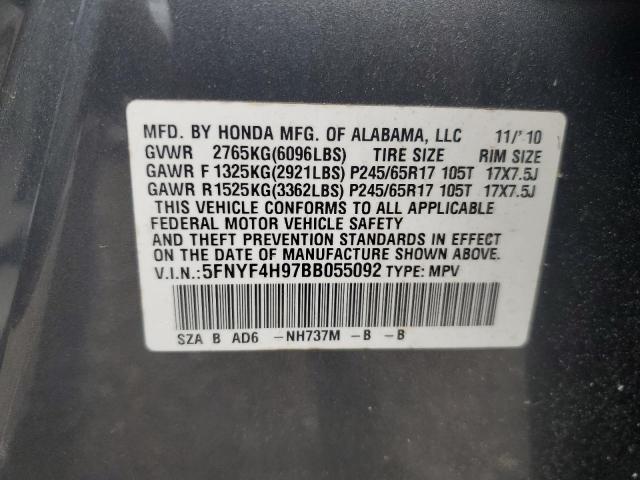 MFD. BY HONDA MFG. OF ALABAMA, LLC 11/'10
GVWR 2765KG(6096LBS) TIRE SIZE RIM SIZE
GAWR F 1325KG(2921LBS) P245/65R17 105T 17X7.5J
GAWR R1525KG(3362LBS) P245/65R17 105T 17X7.5J
THIS VEHICLE CONFORMS TO ALL APPLICABLE
FEDERAL MOTOR VEHICLE SAFETY
AND THEFT PREVENTION STANDARDS IN EFFECT
ON THE DATE OF MANUFACTURE SHOWN ABOVE.
V.I.N.:5FNYF4H97BB055092 TYPE: MPV
SZA B AD6 -NH737M -B -B